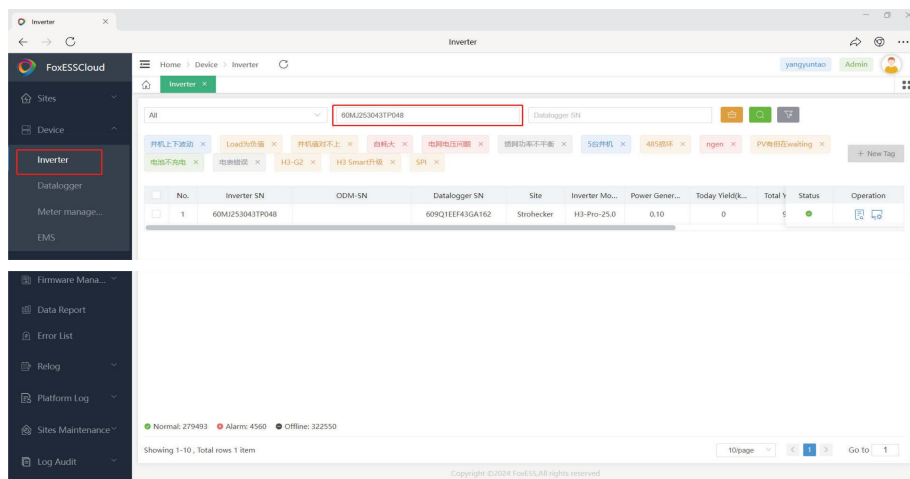 Inverter
Inverter
FoxESSCloud
Home > Device > Inverter
yangyuntao
Admin
Inverter ×
Sites
Device
Inverter
Datalogger
Meter manage...
EMS
All
60MJ253043TP048
Datalogger SN
并机上下波动 ×
Load为负值 ×
并机值对不上 ×
自耗大 ×
电网电压问题 ×
馈网功率不平衡 ×
5台并机 ×
485损坏 ×
ngen ×
PV有但在waiting ×
+ New Tag
电池不充电 ×
电表错误 ×
H3-G2 ×
H3 Smart升级 ×
SPI ×
No. Inverter SN ODM-SN Datalogger SN Site Inverter Mo... Power Gener... Today Yield(k... Total Y Status Operation
1 60MJ253043TP048 609Q1EEF43GA162 Strohecker H3-Pro-25.0 0.10 0
Firmware Mana...
Data Report
Error List
Relog
Platform Log
Sites Maintenance
Log Audit
Normal: 279493 Alarm: 4560 Offline: 322550
Showing 1-10 , Total rows 1 item
10/page
< 1 >
Go to 1
Copyright ©2024 FoxESS,All rights reserved